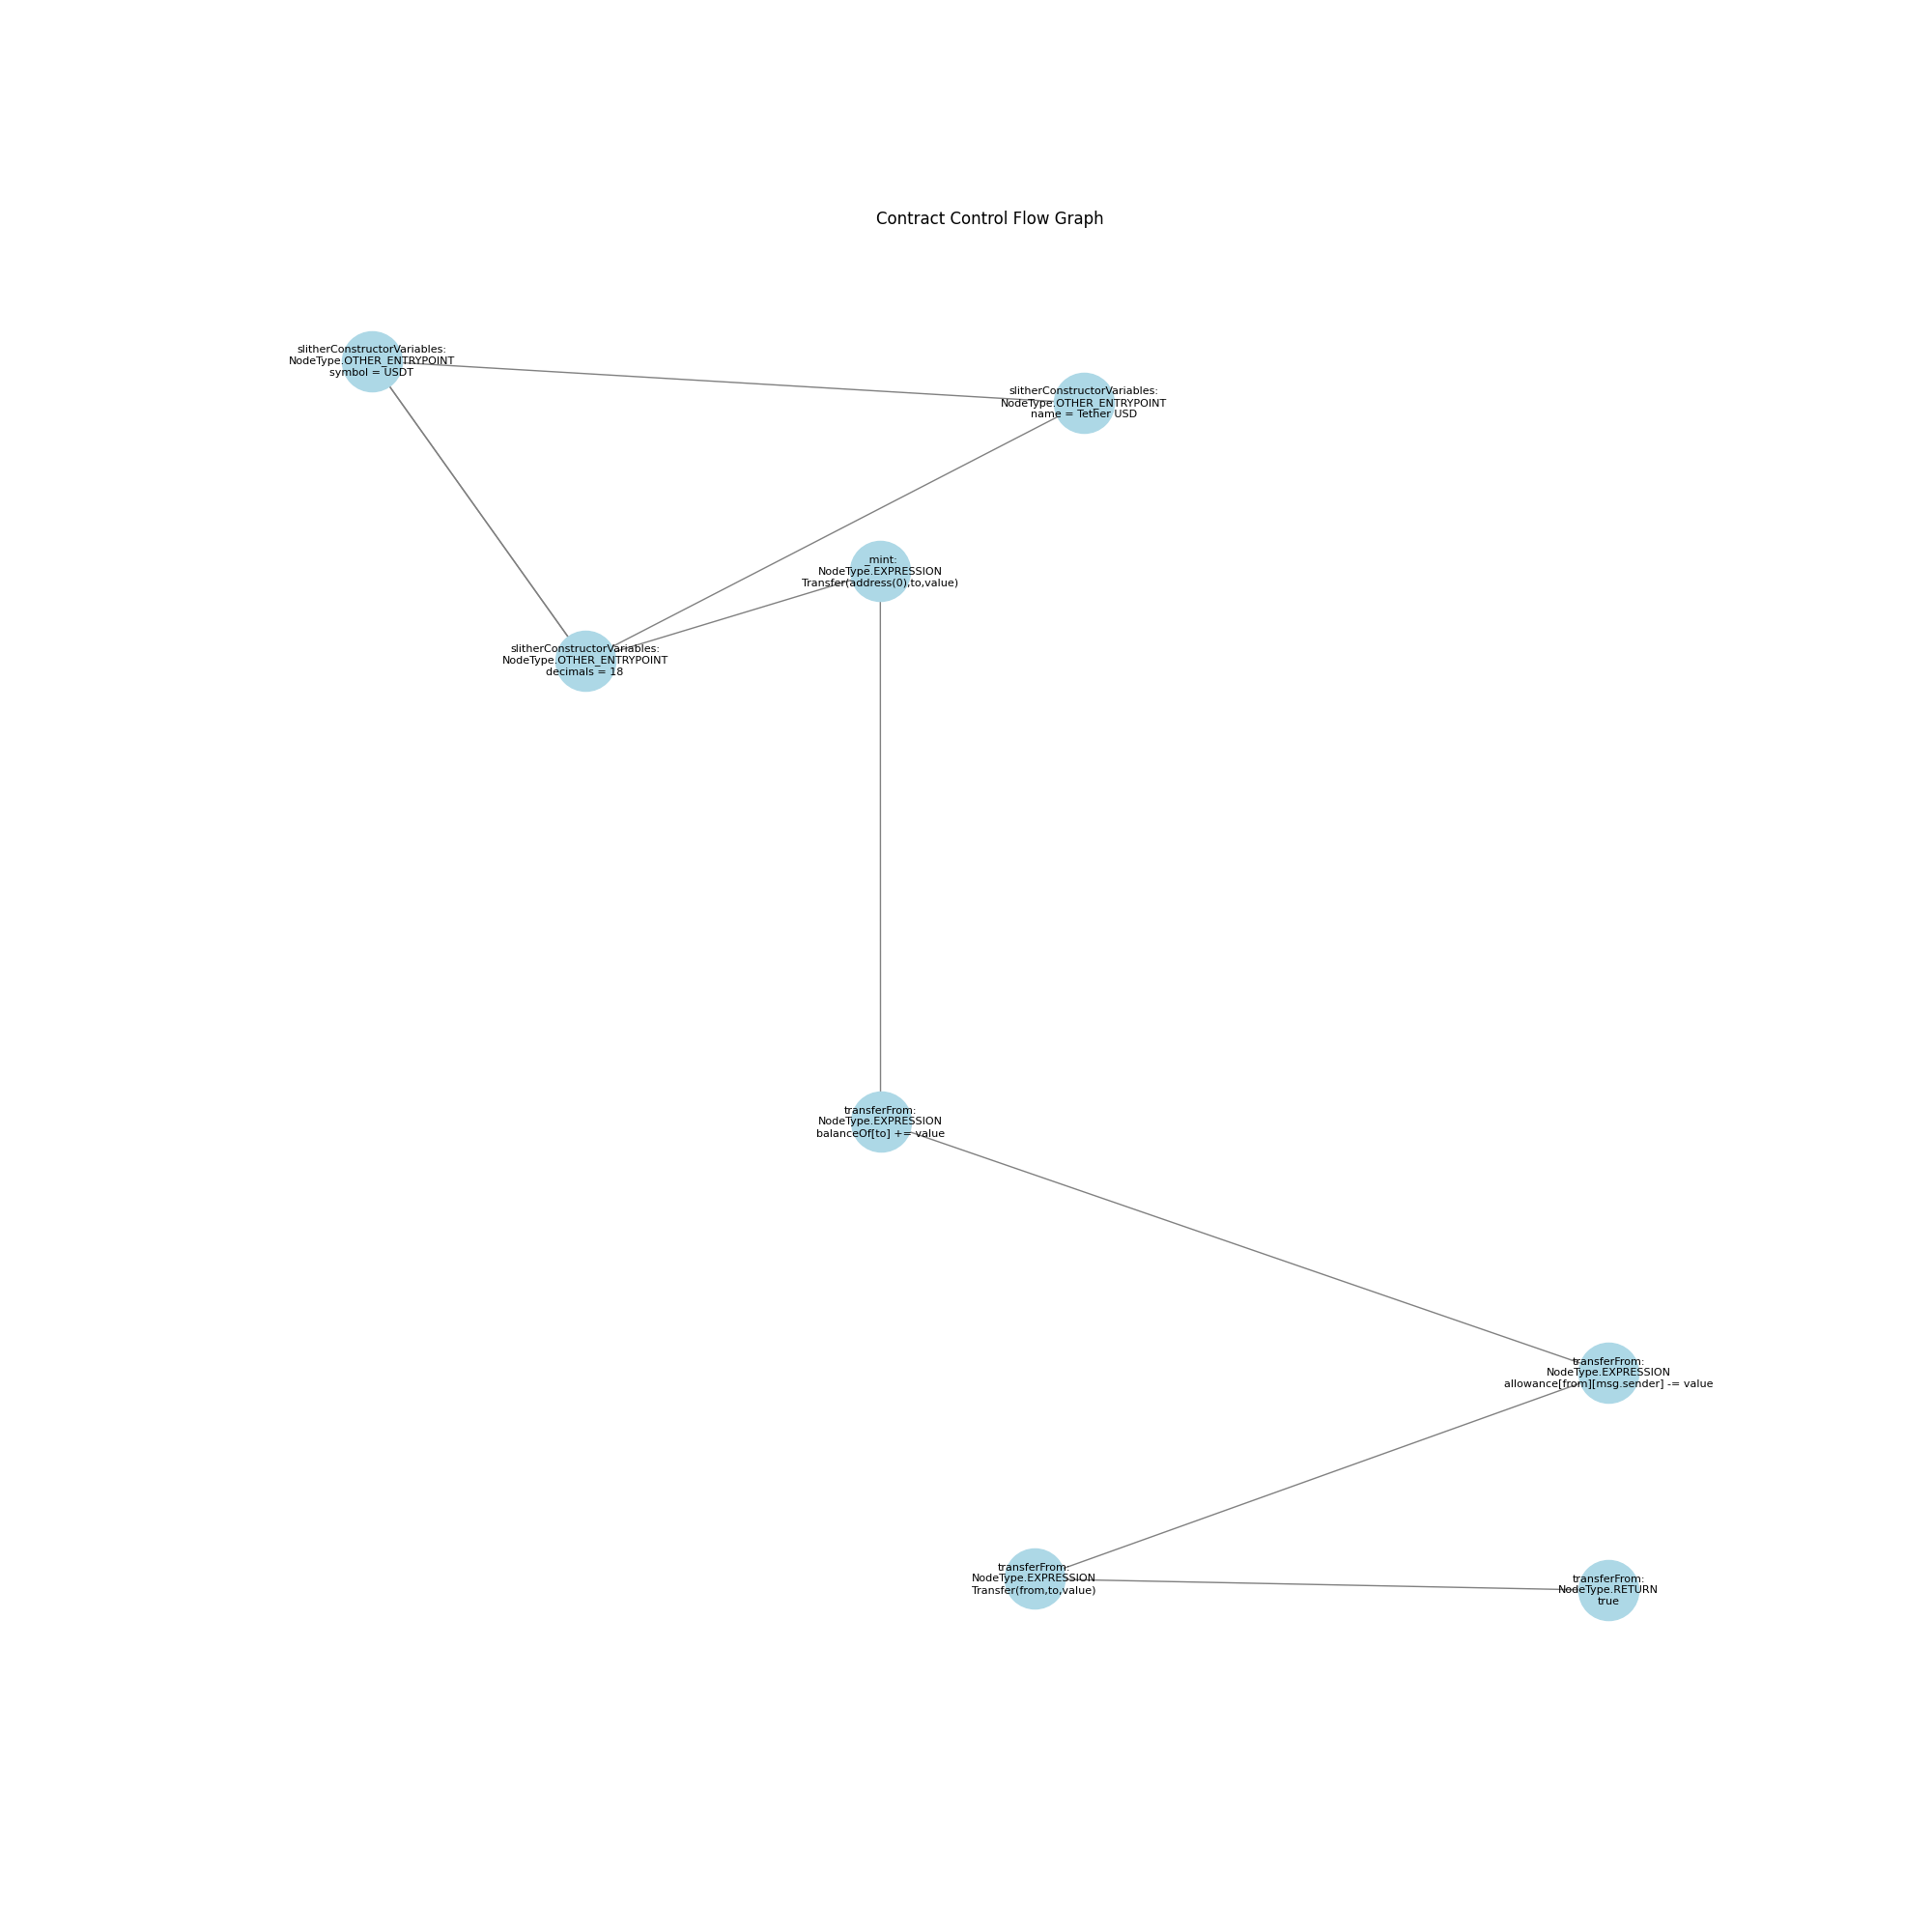 Contract Control Flow Graph
slitherConstructorVariables:
NodeType.OTHER_ENTRYPOINT
symbol = USDT
slitherConstructorVariables:
NodeType.OTHER_ENTRYPOINT
name = Tether USD
_mint:
NodeType.EXPRESSION
Transfer(address(0),to,value)
slitherConstructorVariables:
NodeType.OTHER_ENTRYPOINT
decimals = 18
transferFrom:
NodeType.EXPRESSION
balanceOf[to] += value
transferFrom:
NodeType.EXPRESSION
allowance[from][msg.sender] -= value
transferFrom:
NodeType.EXPRESSION
Transfer(from,to,value)
transferFrom:
NodeType.RETURN
true